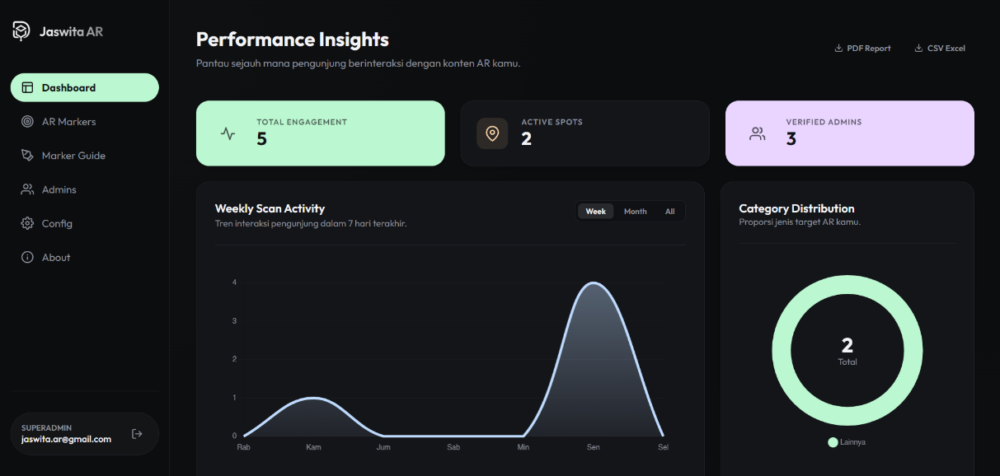 Jaswita AR
Dashboard
AR Markers
Marker Guide
Admins
Config
About
SUPERADMIN
jaswita.ar@gmail.com
Performance Insights
Pantau sejauh mana pengunjung berinteraksi dengan konten AR kamu.
PDF Report
CSV Excel
TOTAL ENGAGEMENT
5
ACTIVE SPOTS
2
VERIFIED ADMINS
3
Weekly Scan Activity
Tren interaksi pengunjung dalam 7 hari terakhir.
Week Month All
4
3
2
1
0
Rab Kam Jum Sab Min Sen Sel
Category Distribution
Proporsi jenis target AR kamu.
2
Total
Lainnya